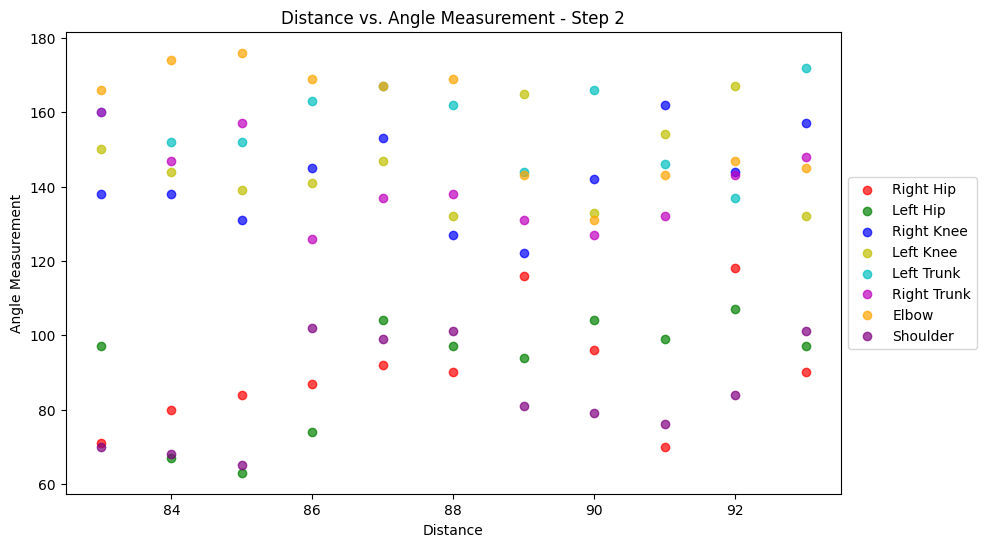 Distance vs. Angle Measurement - Step 2
180
160
140
120
100
80
60
Angle Measurement
84 86 88 90 92
Distance
Right Hip
Left Hip
Right Knee
Left Knee
Left Trunk
Right Trunk
Elbow
Shoulder